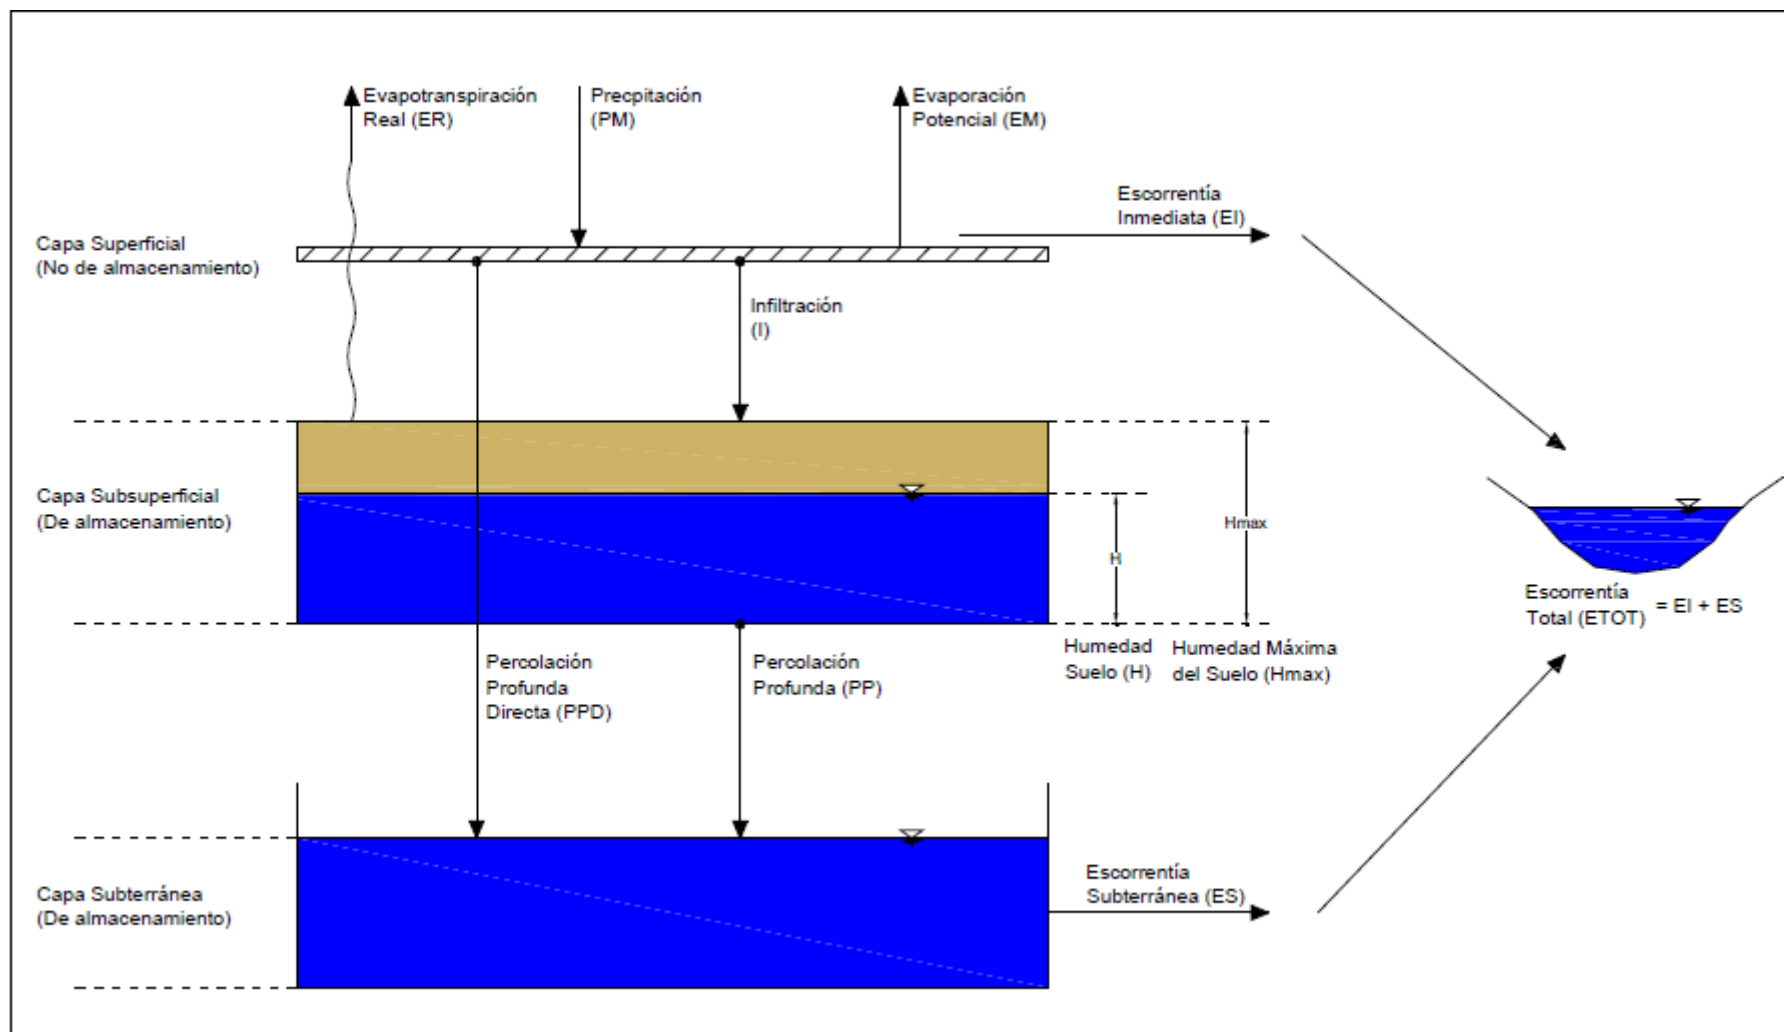 Evapotranspiración
Real (ER)
Precpitación
(PM)
Evaporación
Potencial (EM)
Escorrentía
Inmediata (EI)
Capa Superficial
(No de almacenamiento)
Infiltración
(I)
Capa Subsuperficial
(De almacenamiento)
Hmax
H
Humedad
Suelo (H)
Humedad Máxima
del Suelo (Hmax)
Escorrentía
Total (ETOT) = EI + ES
Percolación
Profunda
Directa (PPD)
Percolación
Profunda (PP)
Capa Subterránea
(De almacenamiento)
Escorrentía
Subterránea (ES)